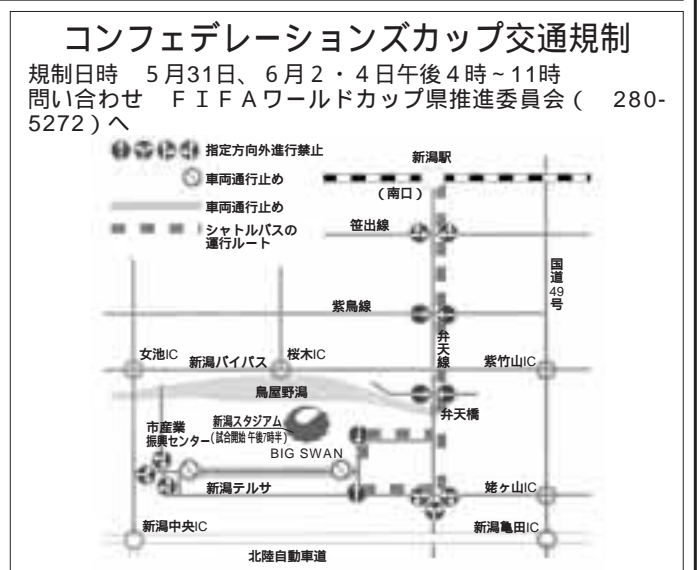 コンフェデレーションズカップ交通規制
規制日時　５月31日、６月２・４日午後４時～11時
問い合わせ　ＦＩＦＡワールドカップ県推進委員会（　280-
5272）へ
指定方向外進行禁止
車両通行止め
車両通行止め
シャトルバスの
運行ルート
新潟駅
（南口）
笹出線
国道49号
紫鳥線
弁天線
女池IC
新潟バイパス
桜木IC
紫竹山IC
鳥屋野潟
弁天橋
市産業
振興センター
新潟スタジアム
(試合開始 午後7時半)
BIG SWAN
新潟テルサ
姥ヶ山IC
新潟中央IC
新潟亀田IC
北陸自動車道